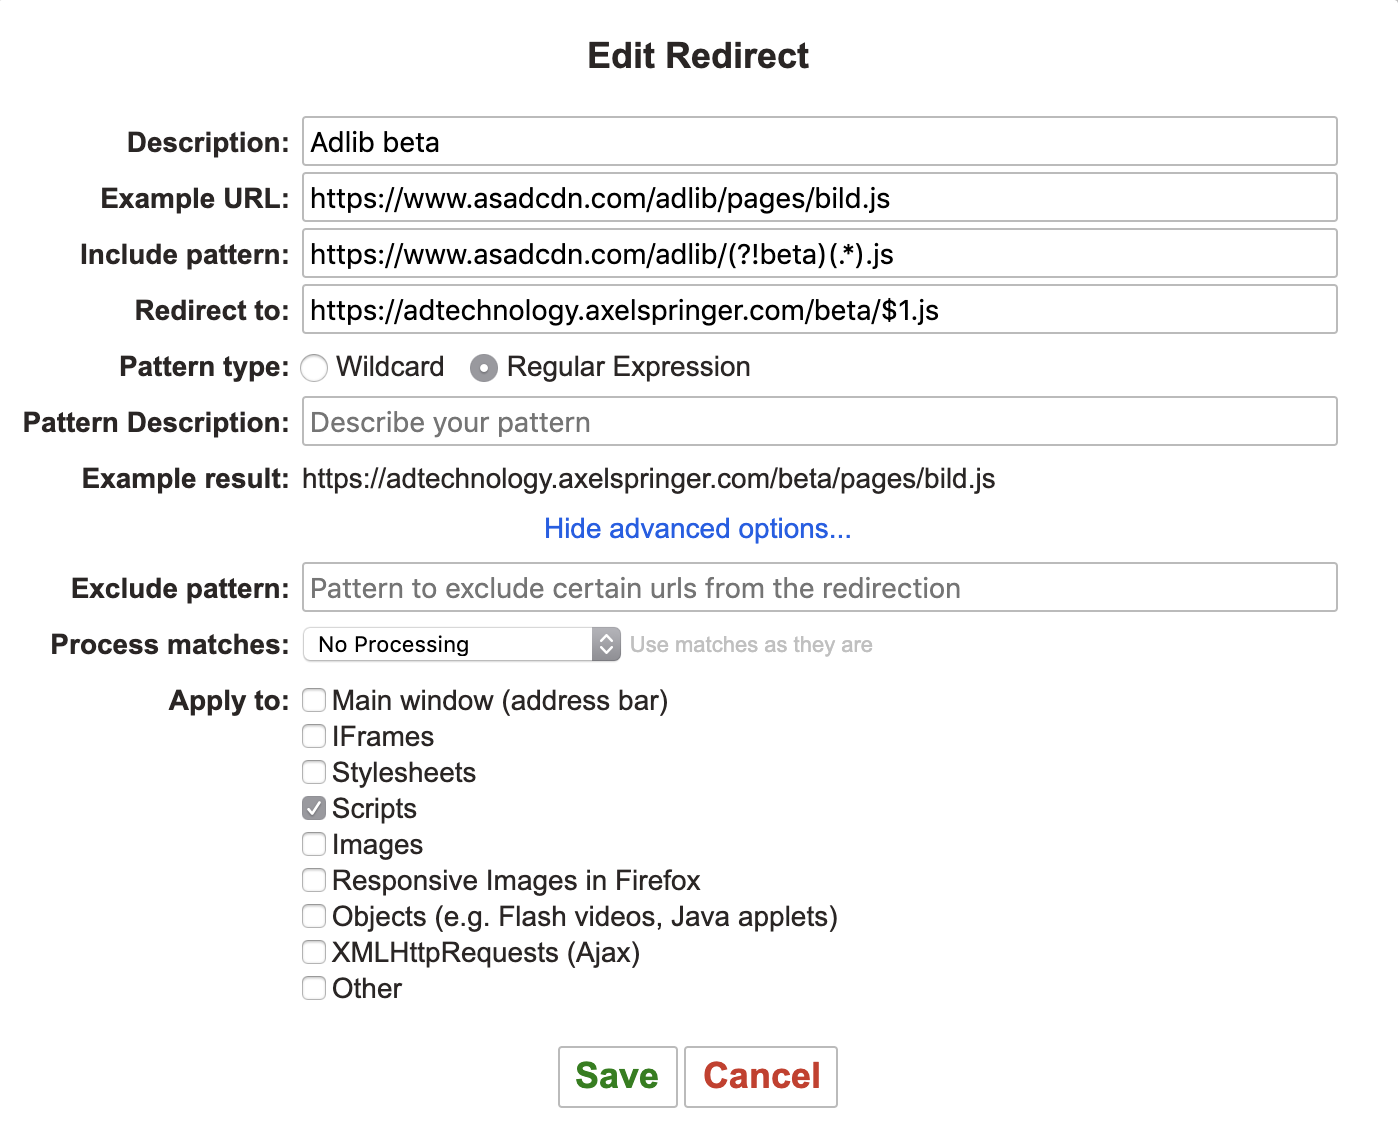 Edit Redirect
Description: Adlib beta
Example URL: https://www.asadcdn.com/adlib/pages/bild.js
Include pattern: https://www.asadcdn.com/adlib/(?!beta)(.*).js
Redirect to: https://adtechnology.axelspringer.com/beta/$1.js
Pattern type: Wildcard Regular Expression
Pattern Description: Describe your pattern
Example result: https://adtechnology.axelspringer.com/beta/pages/bild.js
Hide advanced options...
Exclude pattern: Pattern to exclude certain urls from the redirection
Process matches: No Processing Use matches as they are
Apply to: Main window (address bar)
IFrames
Stylesheets
Scripts
Images
Responsive Images in Firefox
Objects (e.g. Flash videos, Java applets)
XMLHttpRequests (Ajax)
Other
Save Cancel